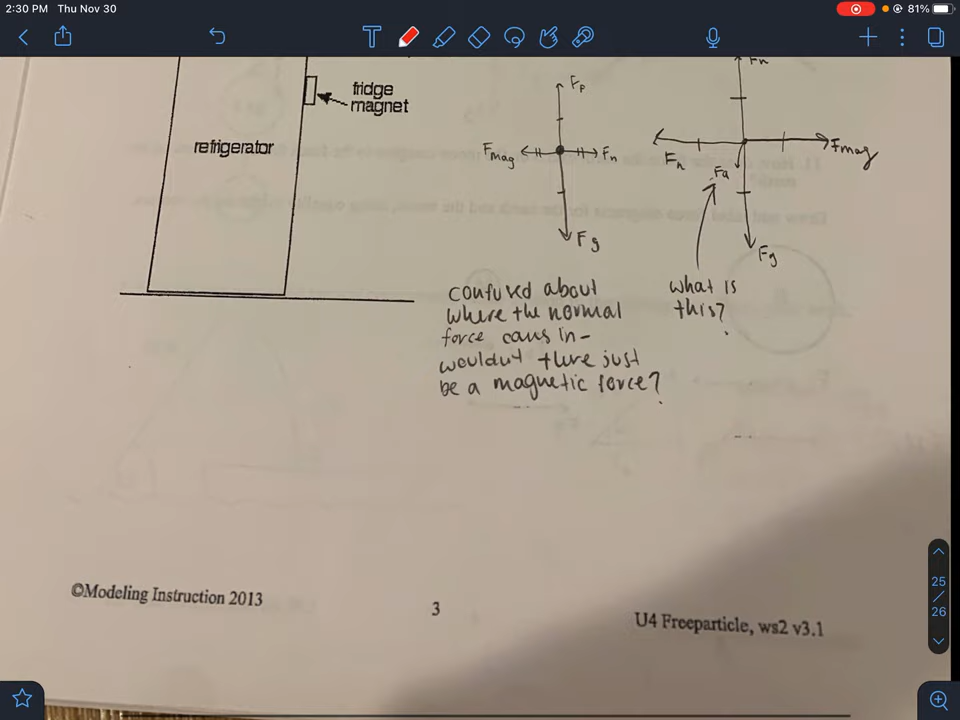 2:30 PM Thu Nov 30
81%
T
fridge
magnet
refrigerator
Fp
Fmag
Fn
Fg
Fn
Fn
Fmag
Fa
Fg
confused about
where the normal
force
in-
wouldnt there just
be a magnetic force?
what is
this?
25
/
26
©Modeling Instruction 2013
3
U4 Freeparticle, ws2 v3.1